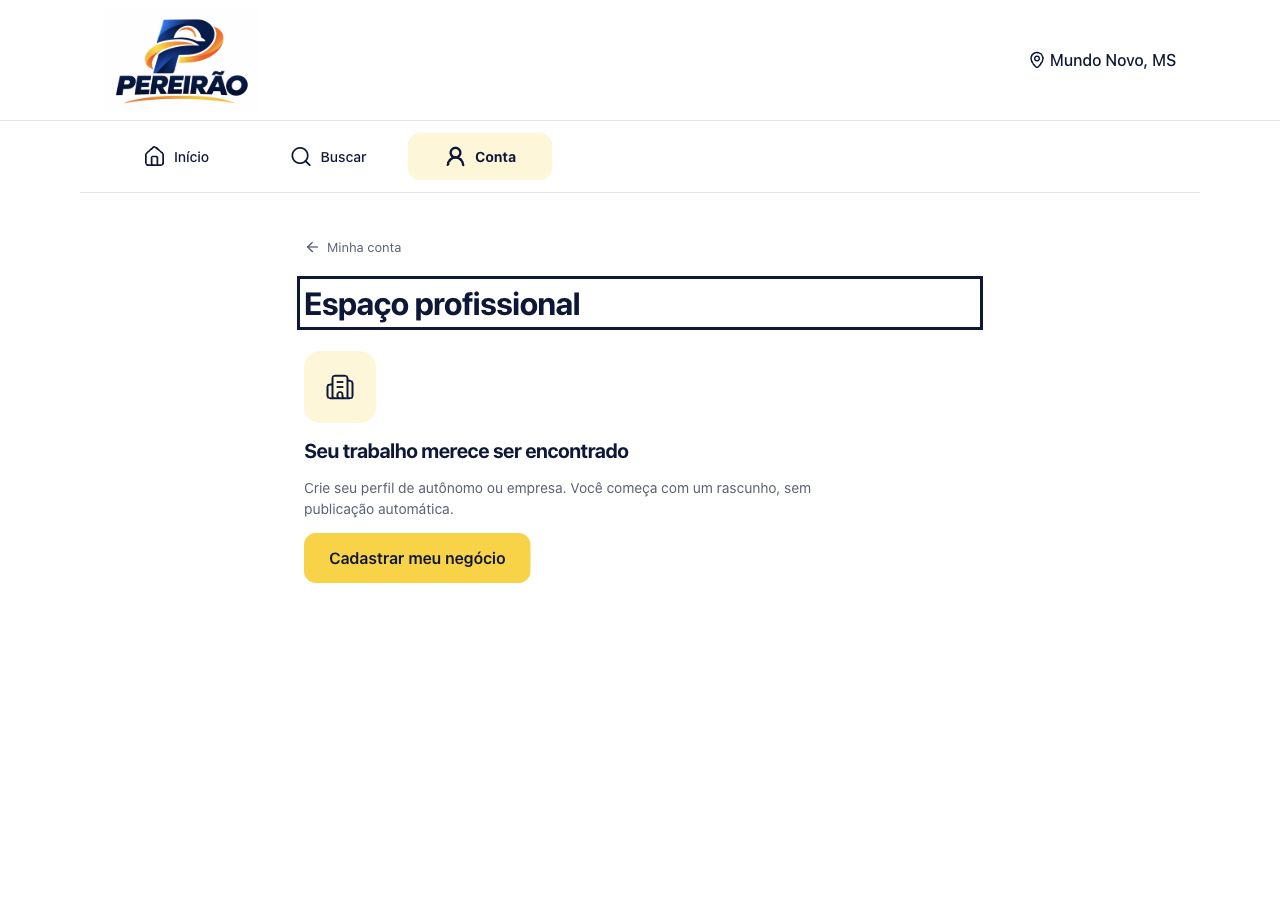 PEREIRÃO
Mundo Novo, MS
Início
Buscar
Conta
Minha conta
Espaço profissional
Seu trabalho merece ser encontrado
Crie seu perfil de autônomo ou empresa. Você começa com um rascunho, sem
publicação automática.
Cadastrar meu negócio